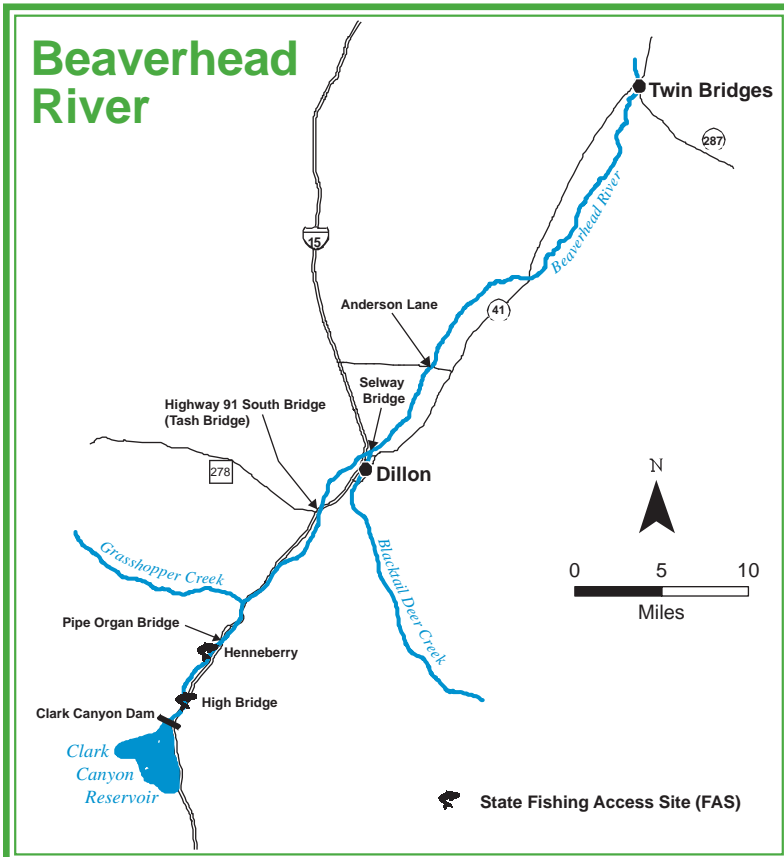 Beaverhead
River
Twin Bridges
287
Beaverhead River
15
Anderson Lane
41
Selway
Bridge
Highway 91 South Bridge
(Tash Bridge)
278
Dillon
N
Grasshopper Creek
Blacktail Deer Creek
0 5 10
Miles
Pipe Organ Bridge
Henneberry
High Bridge
Clark Canyon Dam
Clark
Canyon
Reservoir
State Fishing Access Site (FAS)